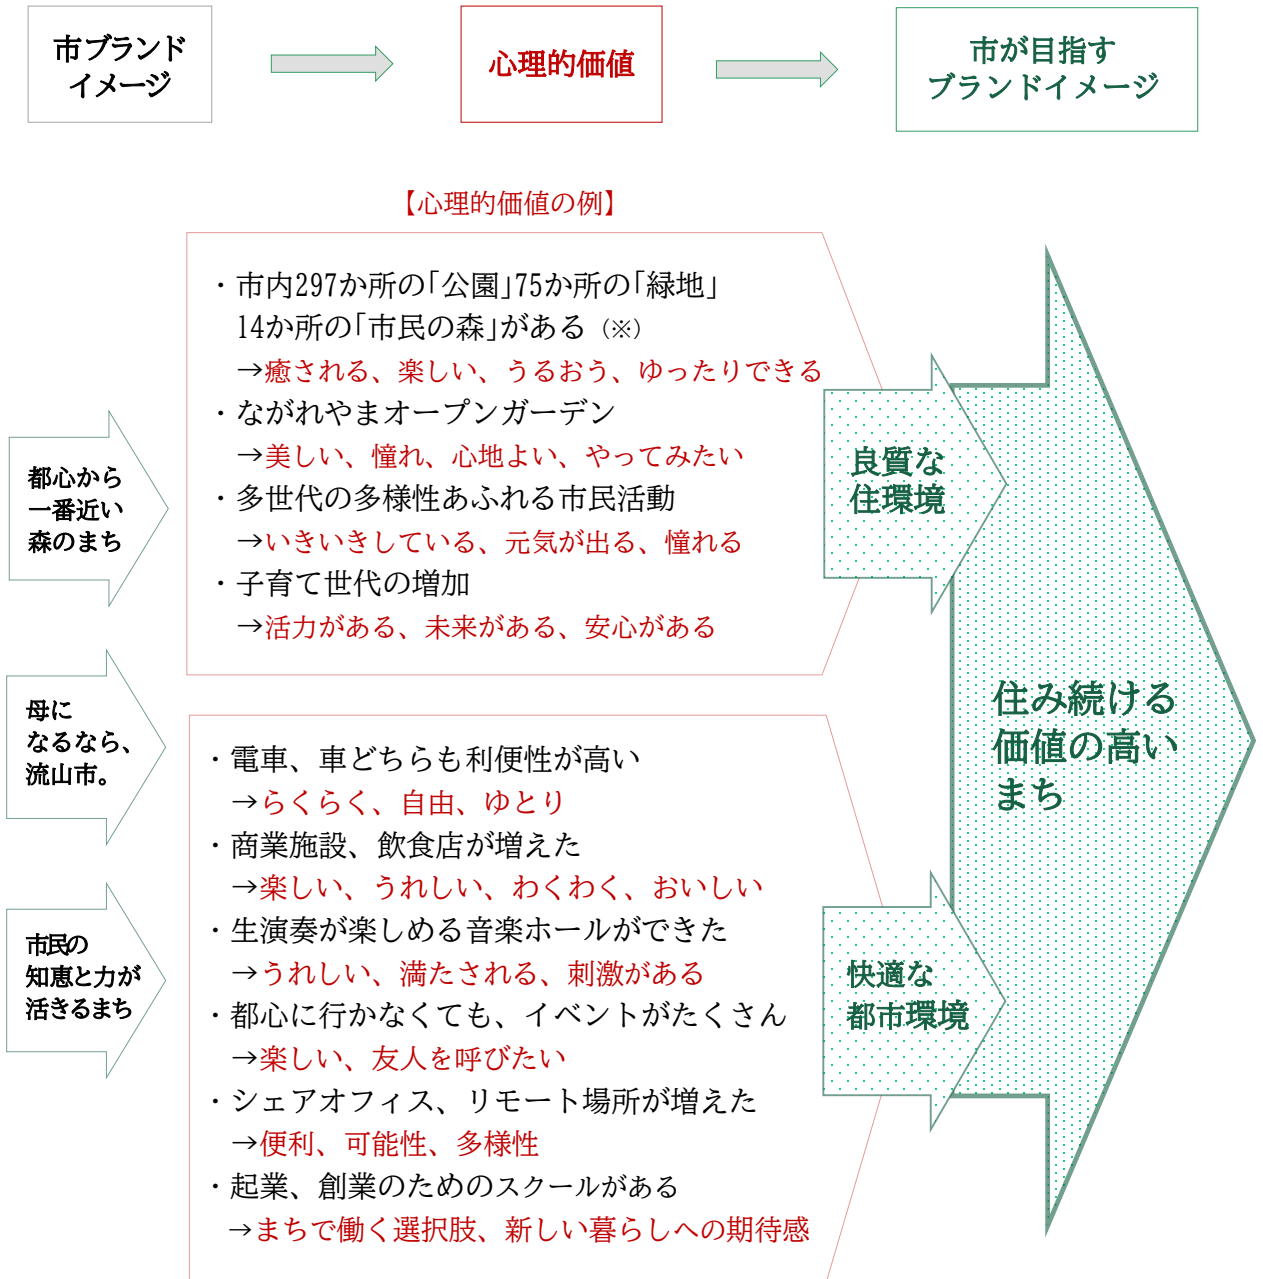 市ブランド
イメージ
心理的価値
市が目指す
ブランドイメージ
【心理的価値の例】
都心から
一番近い
森のまち
母に
なるなら、
流山市。
市民の
知恵と力が
活きるまち
・市内297か所の「公園」75か所の「緑地」
14か所の「市民の森」がある（※）
→癒される、楽しい、うるおう、ゆったりできる
・ながれやまオープンガーデン
→美しい、憧れ、心地よい、やってみたい
・多世代の多様性あふれる市民活動
→いきいきしている、元気が出る、憧れる
・子育て世代の増加
→活力がある、未来がある、安心がある
・電車、車どちらも利便性が高い
→らくらく、自由、ゆとり
・商業施設、飲食店が増えた
→楽しい、うれしい、わくわく、おいしい
・生演奏が楽しめる音楽ホールができた
→うれしい、満たされる、刺激がある
・都心に行かなくても、イベントがたくさん
→楽しい、友人を呼びたい
・シェアオフィス、リモート場所が増えた
→便利、可能性、多様性
・起業、創業のためのスクールがある
→まちで働く選択肢、新しい暮らしへの期待感
良質な
住環境
快適な
都市環境
住み続ける
価値の高い
まち